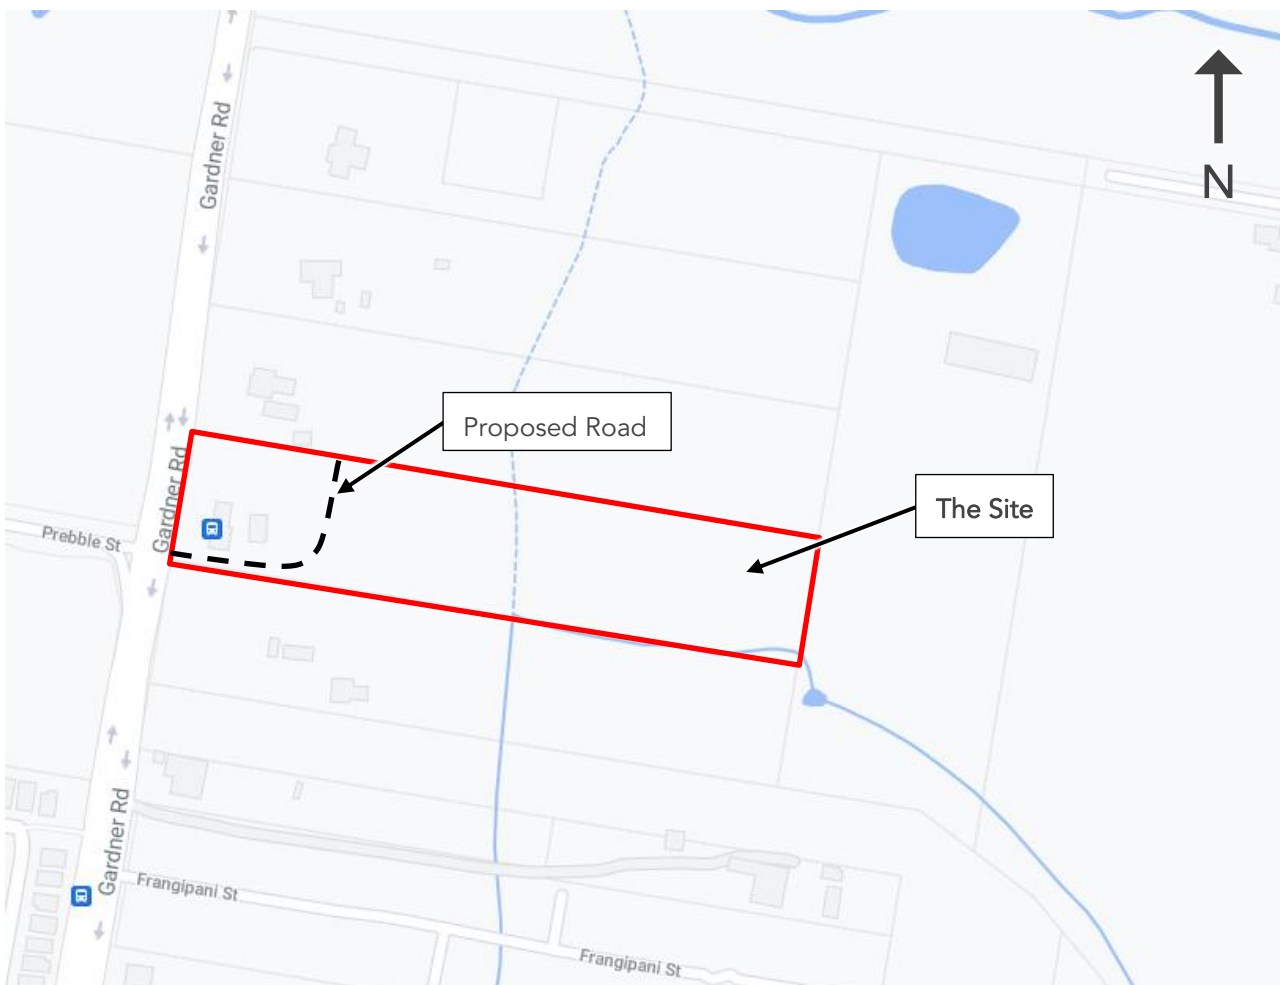 Gardner Rd
N
Proposed Road
Gardner Rd
The Site
Prebble St
Gardner Rd
Frangipani St
Frangipani St